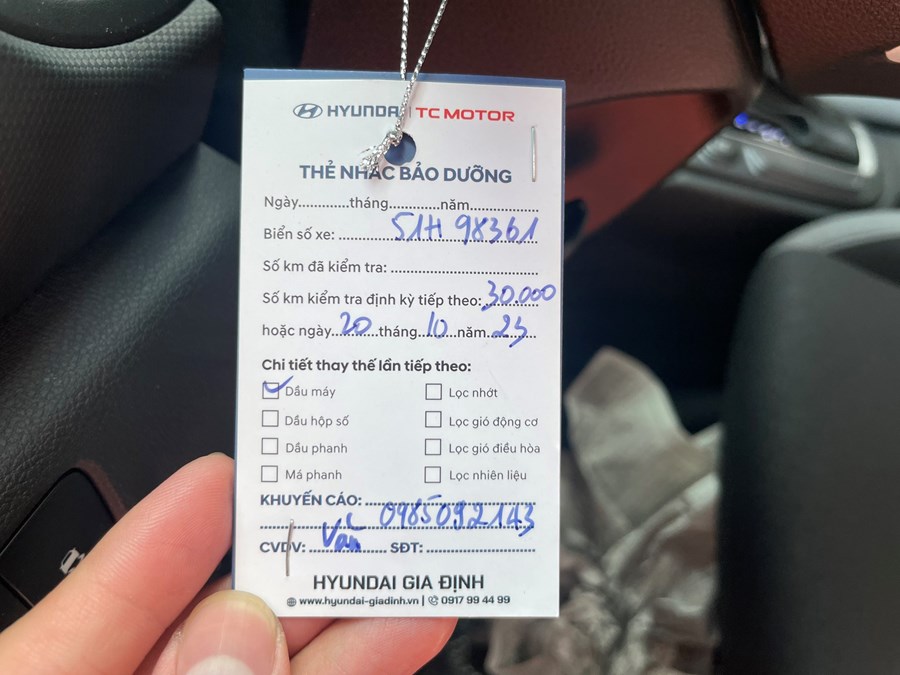 HYUNDAI | TC MOTOR
THẺ NHẮC BẢO DƯỠNG
Ngày............tháng............năm............
Biển số xe: 51H 98361
Số km đã kiểm tra: ............
Số km kiểm tra định kỳ tiếp theo: 30.000
hoặc ngày 20 tháng 10 năm 23
Chi tiết thay thế lần tiếp theo:
Dầu máy
Lọc nhớt
Dầu hộp số
Lọc gió động cơ
Dầu phanh
Lọc gió điều hòa
Má phanh
Lọc nhiên liệu
KHUYẾN CÁO: ............
0985092143
CVDV: Văn SĐT: ............
HYUNDAI GIA ĐỊNH
www.hyundai-giadinh.vn | 0917 99 44 99